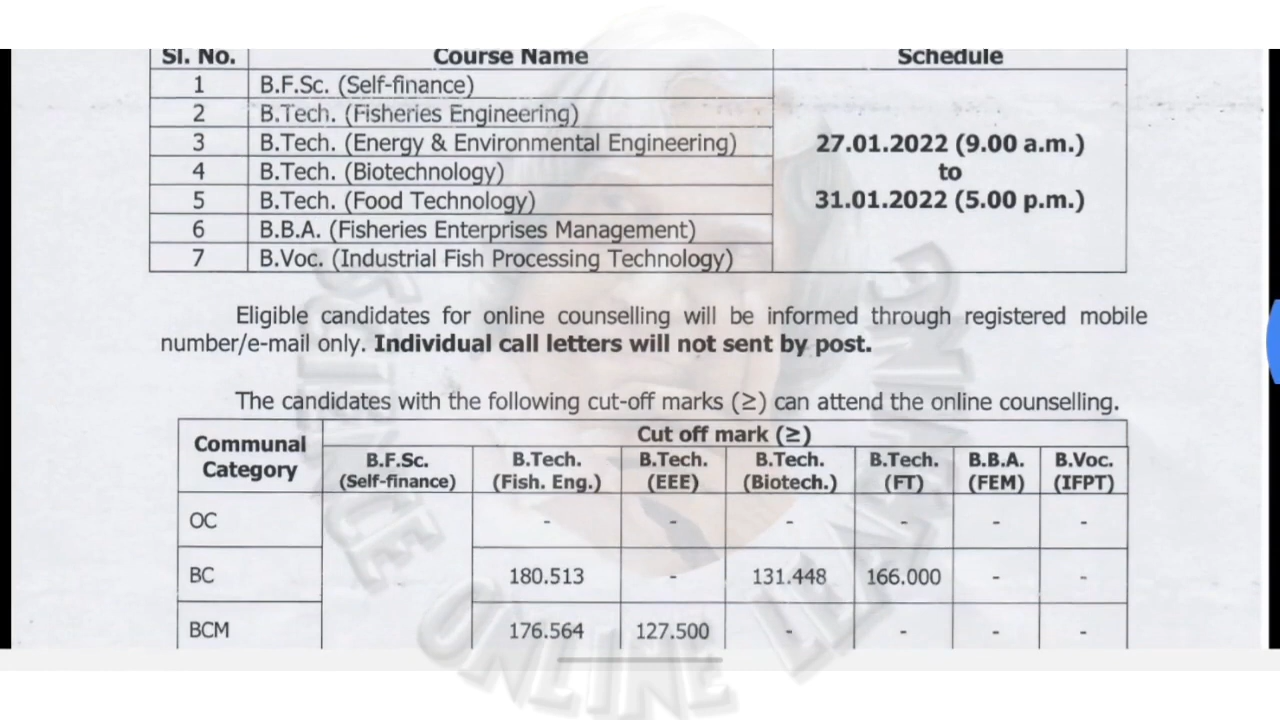 Sl. No. Course Name Schedule
1 B.F.Sc. (Self-finance)
2 B.Tech. (Fisheries Engineering)
3 B.Tech. (Energy & Environmental Engineering) 27.01.2022 (9.00 a.m.)
4 B.Tech. (Biotechnology) to
5 B.Tech. (Food Technology) 31.01.2022 (5.00 p.m.)
6 B.B.A. (Fisheries Enterprises Management)
7 B.Voc. (Industrial Fish Processing Technology)
Eligible candidates for online counselling will be informed through registered mobile
number/e-mail only. Individual call letters will not sent by post.
The candidates with the following cut-off marks (≥) can attend the online counselling.
Communal Category Cut off mark (≥)
B.F.Sc. (Self-finance) B.Tech. (Fish. Eng.) B.Tech. (EEE) B.Tech. (Biotech.) B.Tech. (FT) B.B.A. (FEM) B.Voc. (IFPT)
OC - - - - - -
BC 180.513 - 131.448 166.000 - -
BCM 176.564 127.500 - - - -
SCIENCE ONLINE LEARNING